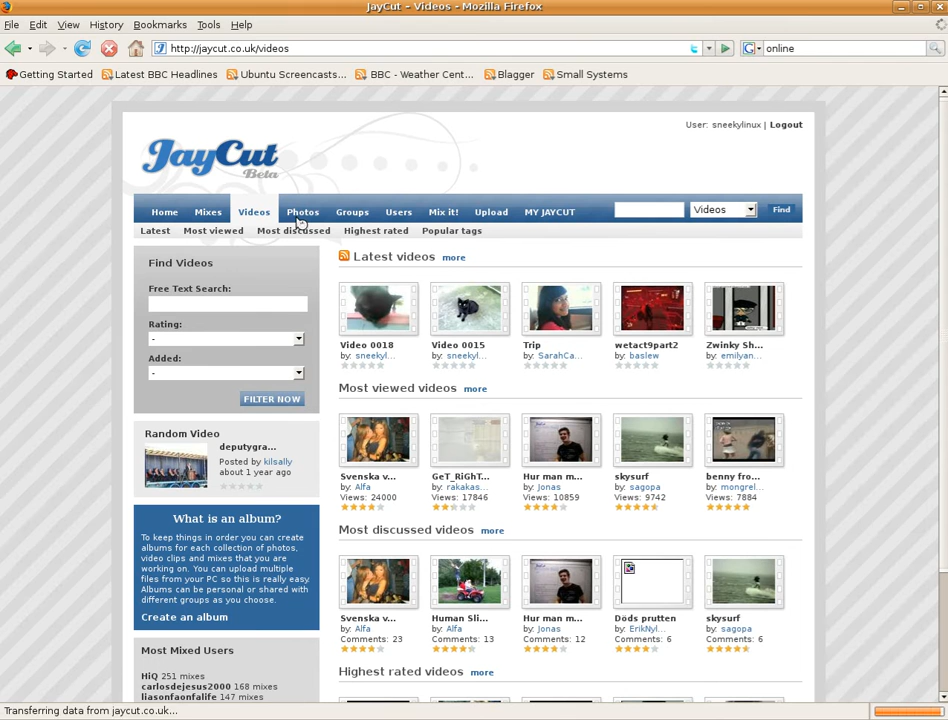 JayCut – Videos - Mozilla Firefox
File Edit View History Bookmarks Tools Help
http://jaycut.co.uk/videos
online
Getting Started Latest BBC Headlines Ubuntu Screencasts... BBC - Weather Cent... Blagger Small Systems
User: sneekylinux | Logout
JayCut
Beta
Home Mixes Videos Photos Groups Users Mix it! Upload MY JAYCUT Videos Find
Latest Most viewed Most discussed Highest rated Popular tags
Find Videos
Free Text Search:
Rating:
-
Added:
-
FILTER NOW
Random Video
deputygra...
Posted by kilsally
about 1 year ago
What is an album?
To keep things in order you can create
albums for each collection of photos,
video clips and mixes that you are
working on. You can upload multiple
files from your PC so this is really easy.
Albums can be personal or shared with
different groups as you choose.
Create an album
Most Mixed Users
HiQ 251 mixes
carlosdejesus2000 168 mixes
liasonfaonfalife 147 mixes
Latest videos more
Video 0018 Video 0015 Trip wetact9part2 Zwinky Sh...
by: sneekyl... by: sneekyl... by: SarahCa... by: baslew by: emilyan...
Most viewed videos more
Svenska v... GeT_RiGhT... Hur man m... skysurf benny fro...
by: Alfa by: rakakas... by: Jonas by: sagopa by: mongrel...
Views: 24000 Views: 17846 Views: 10859 Views: 9742 Views: 7884
Most discussed videos more
Svenska v... Human Sli... Hur man m... Döds prutten skysurf
by: Alfa by: Alfa by: Jonas by: ErikNyl... by: sagopa
Comments: 23 Comments: 13 Comments: 12 Comments: 6 Comments: 6
Highest rated videos more
Transferring data from jaycut.co.uk...